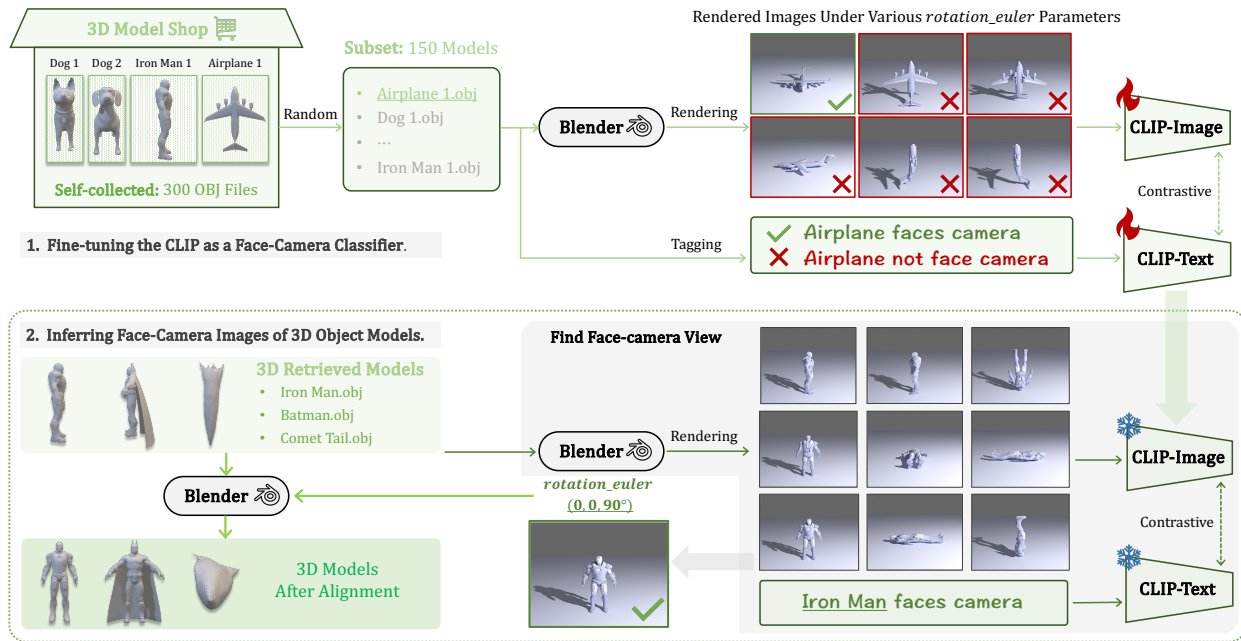 3D Model Shop
Dog 1
Dog 2
Iron Man 1
Airplane 1
Self-collected: 300 OBJ Files
Random
Subset: 150 Models
• Airplane 1.obj
• Dog 1.obj
• ...
• Iron Man 1.obj
Blender
Rendering
Tagging
Rendered Images Under Various rotation_euler Parameters
Airplane faces camera
Airplane not face camera
CLIP-Image
Contrastive
CLIP-Text
1. Fine-tuning the CLIP as a Face-Camera Classifier.
2. Inferring Face-Camera Images of 3D Object Models.
3D Retrieved Models
• Iron Man.obj
• Batman.obj
• Comet Tail.obj
Blender
3D Models
After Alignment
Find Face-camera View
Blender
Rendering
rotation_euler
(0, 0, 90°)
Iron Man faces camera
CLIP-Image
Contrastive
CLIP-Text